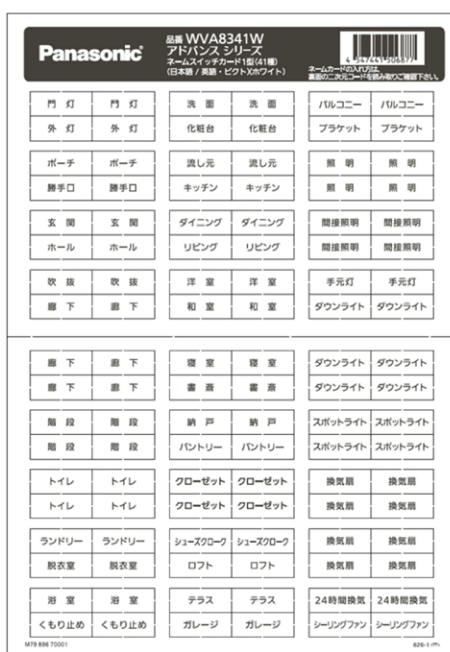 Panasonic
品番 WVA8341W
アドバンス シリーズ
ネームスイッチカード1型(41種)
(日本語 / 英語・ピクト)(ホワイト)
ネームカードの入れ方は、
裏面の二次元コードを読み取りご確認下さい。
門 灯 門 灯 洗 面 洗 面 バルコニー バルコニー
外 灯 外 灯 化粧台 化粧台 ブラケット ブラケット
ポーチ ポーチ 流し元 流し元 照 明 照 明
勝手口 勝手口 キッチン キッチン 照 明 照 明
玄 関 玄 関 ダイニング ダイニング 間接照明 間接照明
ホール ホール リビング リビング 間接照明 間接照明
吹 抜 吹 抜 洋 室 洋 室 手元灯 手元灯
廊 下 廊 下 和 室 和 室 ダウンライト ダウンライト
廊 下 廊 下 寝 室 寝 室 ダウンライト ダウンライト
廊 下 廊 下 書 斎 書 斎 ダウンライト ダウンライト
階 段 階 段 納 戸 納 戸 スポットライト スポットライト
階 段 階 段 パントリー パントリー スポットライト スポットライト
トイレ トイレ クローゼット クローゼット 換気扇 換気扇
トイレ トイレ クローゼット クローゼット 換気扇 換気扇
ランドリー ランドリー シューズクローク シューズクローク 換気扇 換気扇
脱衣室 脱衣室 ロフト ロフト 換気扇 換気扇
浴 室 浴 室 テラス テラス 24時間換気 24時間換気
くもり止め くもり止め ガレージ ガレージ シーリングファン シーリングファン
M79 886 70001